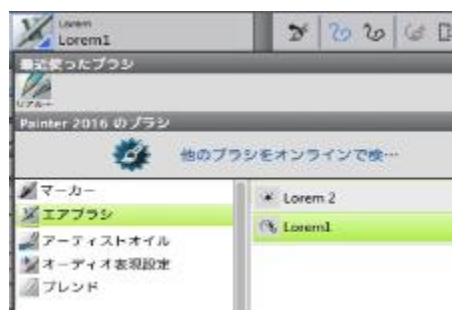 Lorem
Lorem1
最近使ったブラシ
Painter 2016 のブラシ
他のブラシをオンラインで検…
マーカー
エアブラシ
アーティストオイル
オーディオ表現設定
ブレンド
Lorem 2
Lorem1